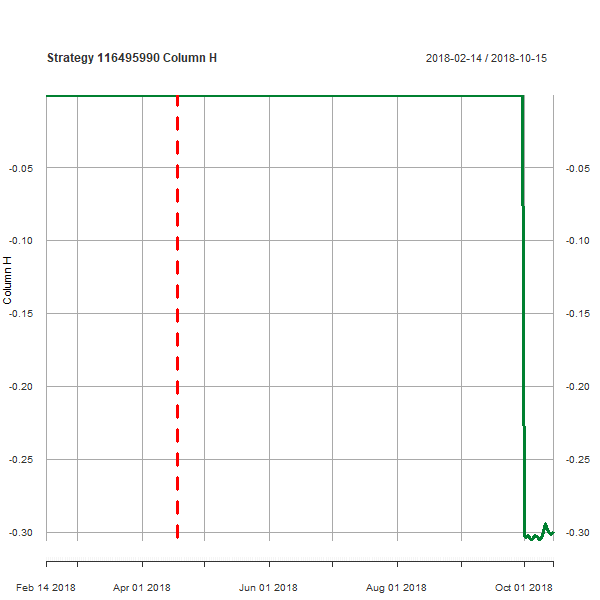 Strategy 116495990 Column H
2018-02-14 / 2018-10-15
-0.05 -0.05
-0.10 -0.10
Column H
-0.15 -0.15
-0.20 -0.20
-0.25 -0.25
-0.30 -0.30
Feb 14 2018 Apr 01 2018 Jun 01 2018 Aug 01 2018 Oct 01 2018